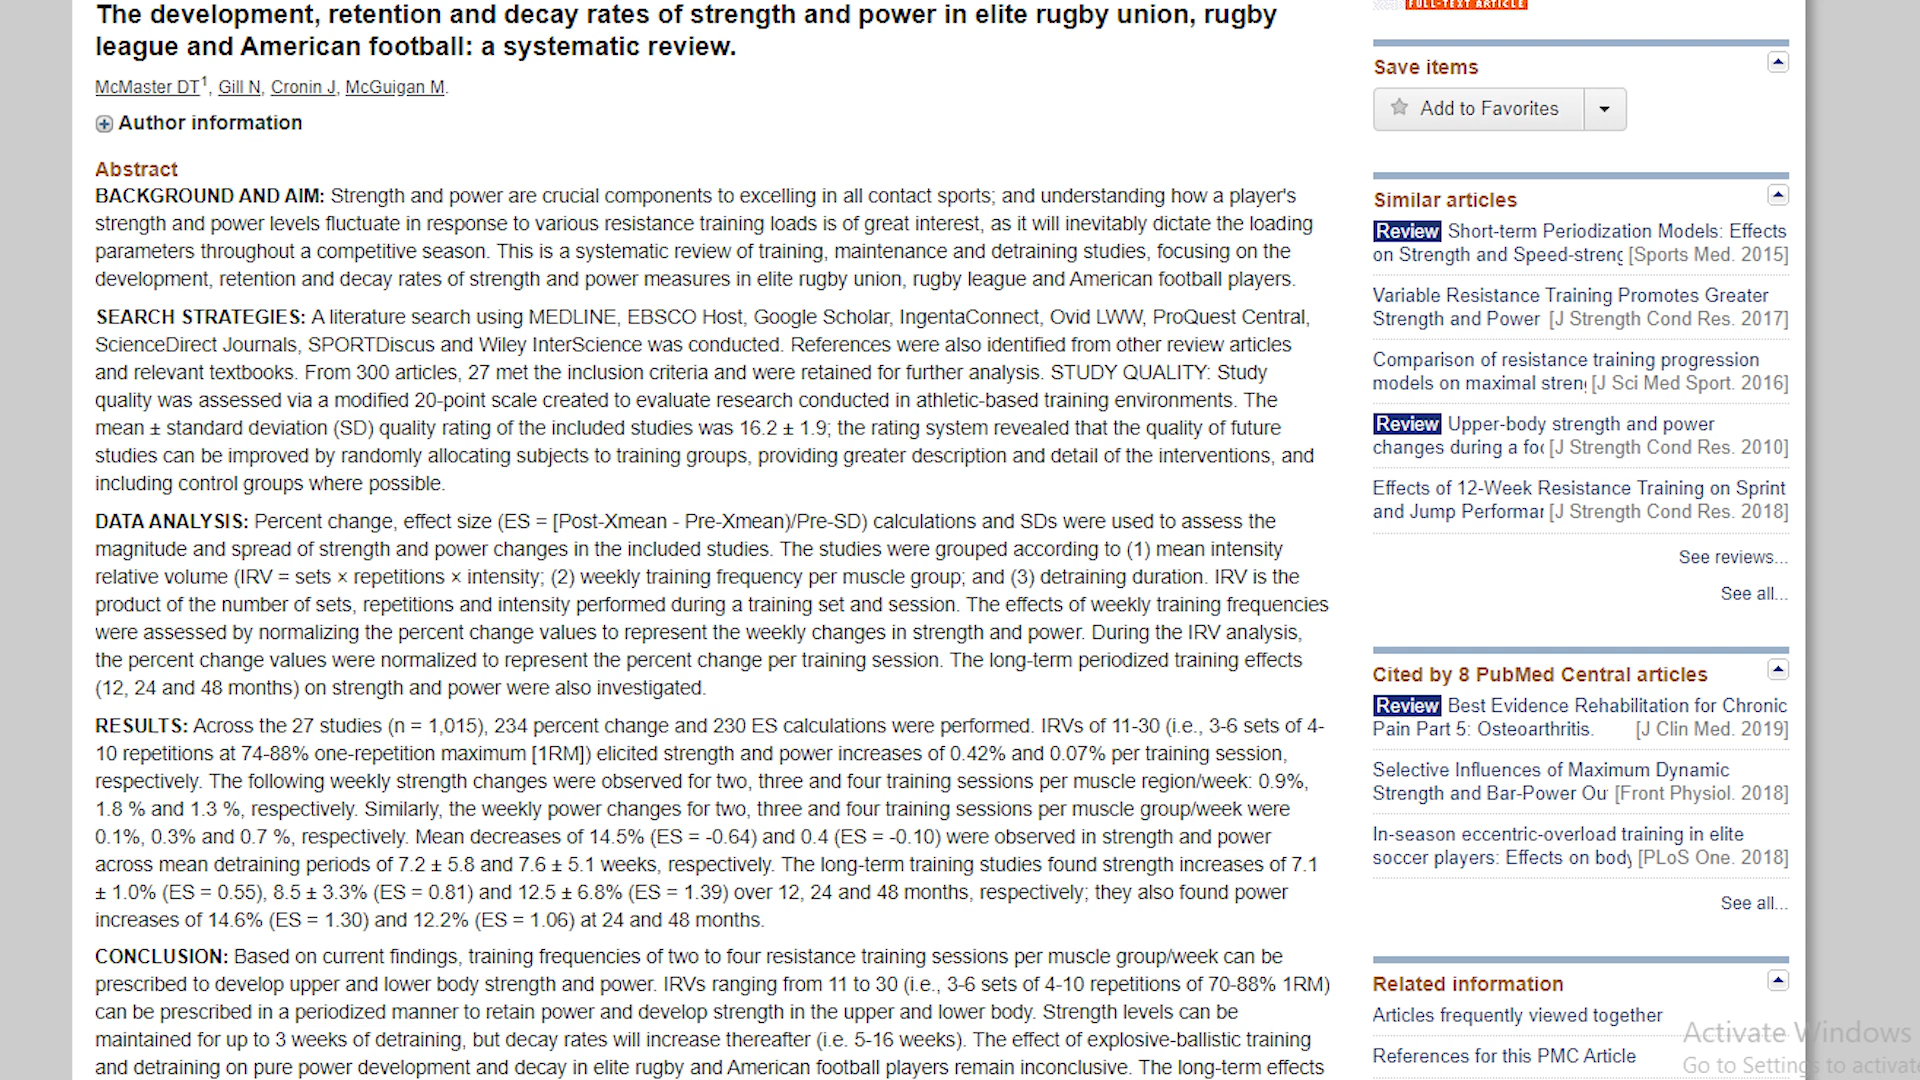 The development, retention and decay rates of strength and power in elite rugby union, rugby
league and American football: a systematic review.
McMaster DT1, Gill N, Cronin J, McGuigan M.
Author information
Abstract
BACKGROUND AND AIM: Strength and power are crucial components to excelling in all contact sports; and understanding how a player's
strength and power levels fluctuate in response to various resistance training loads is of great interest, as it will inevitably dictate the loading
parameters throughout a competitive season. This is a systematic review of training, maintenance and detraining studies, focusing on the
development, retention and decay rates of strength and power measures in elite rugby union, rugby league and American football players.
SEARCH STRATEGIES: A literature search using MEDLINE, EBSCO Host, Google Scholar, IngentaConnect, Ovid LWW, ProQuest Central,
ScienceDirect Journals, SPORTDiscus and Wiley InterScience was conducted. References were also identified from other review articles
and relevant textbooks. From 300 articles, 27 met the inclusion criteria and were retained for further analysis. STUDY QUALITY: Study
quality was assessed via a modified 20-point scale created to evaluate research conducted in athletic-based training environments. The
mean ± standard deviation (SD) quality rating of the included studies was 16.2 ± 1.9; the rating system revealed that the quality of future
studies can be improved by randomly allocating subjects to training groups, providing greater description and detail of the interventions, and
including control groups where possible.
DATA ANALYSIS: Percent change, effect size (ES = [Post-Xmean - Pre-Xmean)/Pre-SD) calculations and SDs were used to assess the
magnitude and spread of strength and power changes in the included studies. The studies were grouped according to (1) mean intensity
relative volume (IRV = sets × repetitions × intensity; (2) weekly training frequency per muscle group; and (3) detraining duration. IRV is the
product of the number of sets, repetitions and intensity performed during a training set and session. The effects of weekly training frequencies
were assessed by normalizing the percent change values to represent the weekly changes in strength and power. During the IRV analysis,
the percent change values were normalized to represent the percent change per training session. The long-term periodized training effects
(12, 24 and 48 months) on strength and power were also investigated.
RESULTS: Across the 27 studies (n = 1,015), 234 percent change and 230 ES calculations were performed. IRVs of 11-30 (i.e., 3-6 sets of 4-
10 repetitions at 74-88% one-repetition maximum [1RM]) elicited strength and power increases of 0.42% and 0.07% per training session,
respectively. The following weekly strength changes were observed for two, three and four training sessions per muscle region/week: 0.9%,
1.8 % and 1.3 %, respectively. Similarly, the weekly power changes for two, three and four training sessions per muscle group/week were
0.1%, 0.3% and 0.7 %, respectively. Mean decreases of 14.5% (ES = -0.64) and 0.4 (ES = -0.10) were observed in strength and power
across mean detraining periods of 7.2 ± 5.8 and 7.6 ± 5.1 weeks, respectively. The long-term training studies found strength increases of 7.1
± 1.0% (ES = 0.55), 8.5 ± 3.3% (ES = 0.81) and 12.5 ± 6.8% (ES = 1.39) over 12, 24 and 48 months, respectively; they also found power
increases of 14.6% (ES = 1.30) and 12.2% (ES = 1.06) at 24 and 48 months.
CONCLUSION: Based on current findings, training frequencies of two to four resistance training sessions per muscle group/week can be
prescribed to develop upper and lower body strength and power. IRVs ranging from 11 to 30 (i.e., 3-6 sets of 4-10 repetitions of 70-88% 1RM)
can be prescribed in a periodized manner to retain power and develop strength in the upper and lower body. Strength levels can be
maintained for up to 3 weeks of detraining, but decay rates will increase thereafter (i.e. 5-16 weeks). The effect of explosive-ballistic training
and detraining on pure power development and decay in elite rugby and American football players remain inconclusive. The long-term effects
FULL-TEXT ARTICLE
Save items
Add to Favorites
Similar articles
Review Short-term Periodization Models: Effects
on Strength and Speed-streng [Sports Med. 2015]
Variable Resistance Training Promotes Greater
Strength and Power [J Strength Cond Res. 2017]
Comparison of resistance training progression
models on maximal stren [J Sci Med Sport. 2016]
Review Upper-body strength and power
changes during a foo [J Strength Cond Res. 2010]
Effects of 12-Week Resistance Training on Sprint
and Jump Performan [J Strength Cond Res. 2018]
See reviews...
See all...
Cited by 8 PubMed Central articles
Review Best Evidence Rehabilitation for Chronic
Pain Part 5: Osteoarthritis. [J Clin Med. 2019]
Selective Influences of Maximum Dynamic
Strength and Bar-Power Ou [Front Physiol. 2018]
In-season eccentric-overload training in elite
soccer players: Effects on body [PLoS One. 2018]
See all...
Related information
Articles frequently viewed together
References for this PMC Article
Activate Windows
Go to Settings to activate